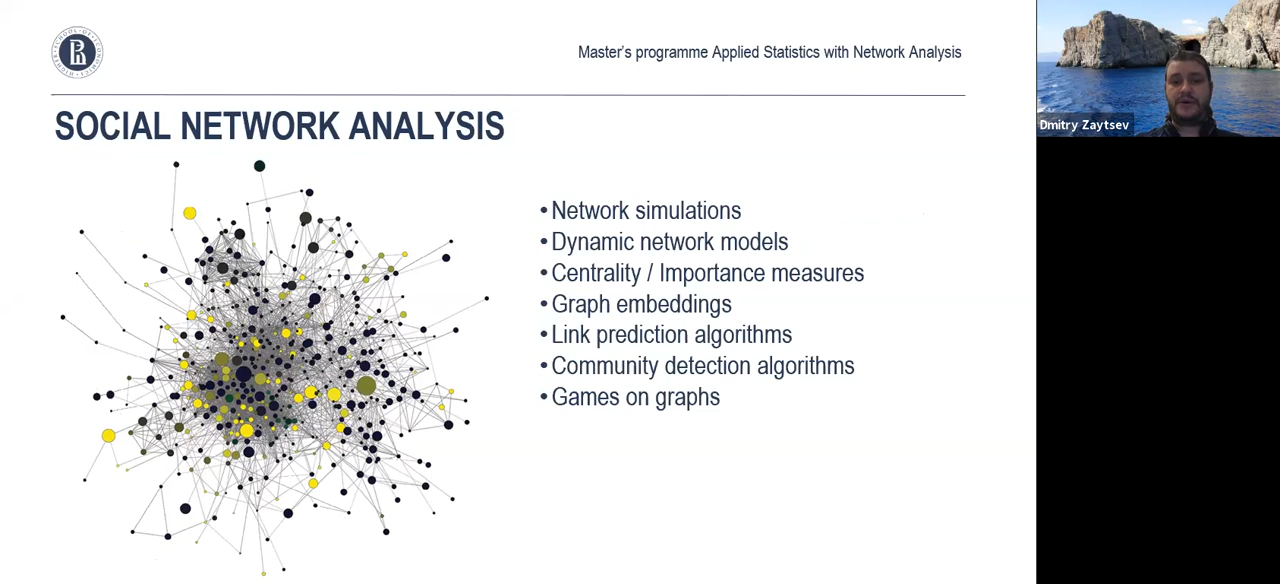 Master's programme Applied Statistics with Network Analysis
SOCIAL NETWORK ANALYSIS
•Network simulations
•Dynamic network models
•Centrality / Importance measures
•Graph embeddings
•Link prediction algorithms
•Community detection algorithms
•Games on graphs
Dmitry Zaytsev